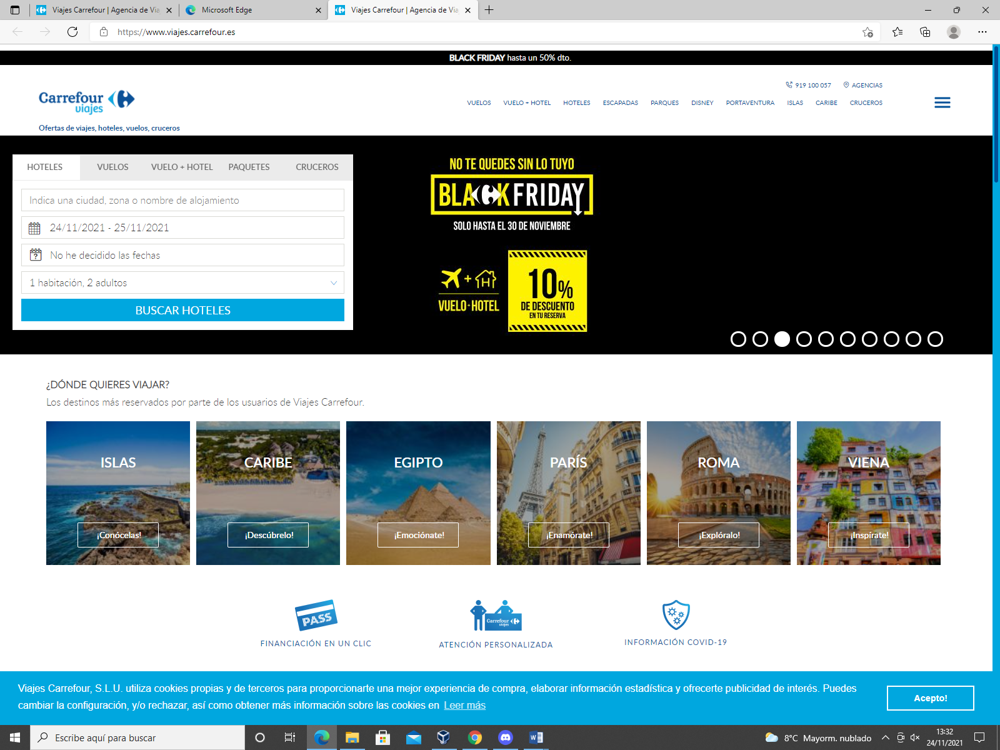 Viajes Carrefour | Agencia de Via
Microsoft Edge
Viajes Carrefour | Agencia de Via
https://www.viajes.carrefour.es
BLACK FRIDAY hasta un 50% dto.
919 100 057
AGENCIAS
Carrefour
viajes
VUELOS
VUELO + HOTEL
HOTELES
ESCAPADAS
PARQUES
DISNEY
PORTAVENTURA
ISLAS
CARIBE
CRUCEROS
Ofertas de viajes, hoteles, vuelos, cruceros
HOTELES
VUELOS
VUELO + HOTEL
PAQUETES
CRUCEROS
Indica una ciudad, zona o nombre de alojamiento
24/11/2021 - 25/11/2021
No he decidido las fechas
1 habitación, 2 adultos
BUSCAR HOTELES
NO TE QUEDES SIN LO TUYO
BLACK FRIDAY
SOLO HASTA EL 30 DE NOVIEMBRE
VUELO+HOTEL
10%
DE DESCUENTO
EN TU RESERVA
¿DÓNDE QUIERES VIAJAR?
Los destinos más reservados por parte de los usuarios de Viajes Carrefour.
ISLAS
¡Conócelas!
CARIBE
¡Descúbrelo!
EGIPTO
¡Emociónate!
PARÍS
¡Enamórate!
ROMA
¡Explóralo!
VIENA
¡Inspírate!
PASS
FINANCIACIÓN EN UN CLIC
Carrefour
viajes
ATENCIÓN PERSONALIZADA
INFORMACIÓN COVID-19
Viajes Carrefour, S.L.U. utiliza cookies propias y de terceros para proporcionarte una mejor experiencia de compra, elaborar información estadística y ofrecerte publicidad de interés. Puedes
cambiar la configuración, y/o rechazar, así como obtener más información sobre las cookies en Leer más
Acepto!
Escribe aquí para buscar
8°C Mayorm. nublado
13:32
24/11/2021